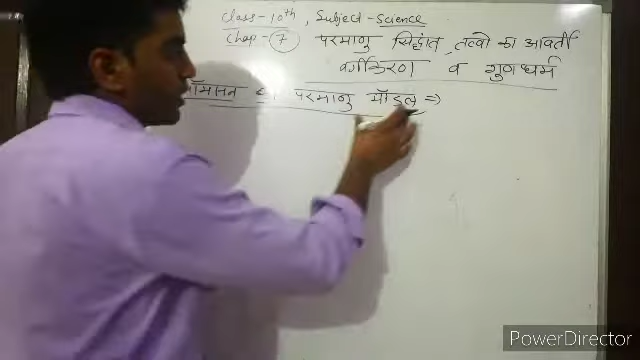 Class-10th, Subject-Science
Chap-7 परमाणु सिद्धांत, तत्वो का आवर्ती
वर्गीकरण व गुणधर्म
परमाणु मॉडल ⇒
PowerDirector